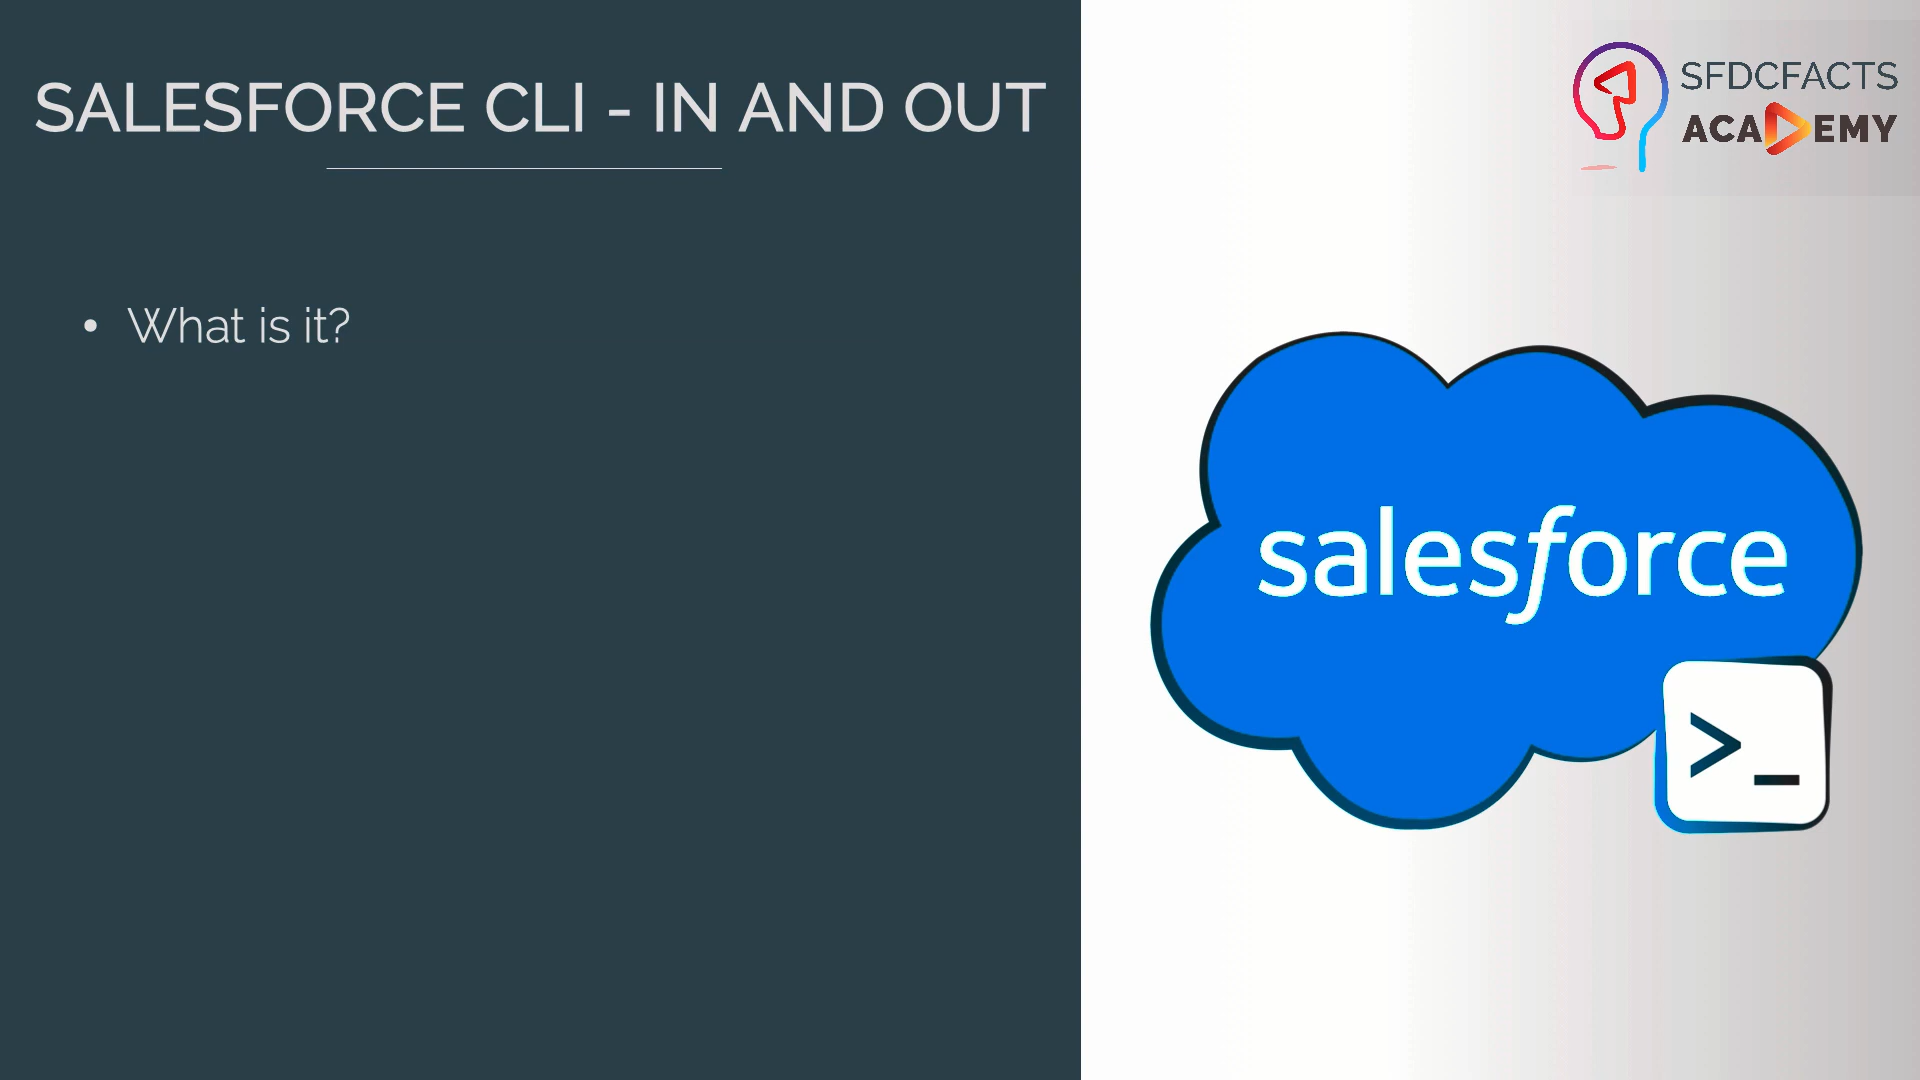 SALESFORCE CLI - IN AND OUT
SFDCFACTS
ACADEMY
• What is it?
salesforce
>_